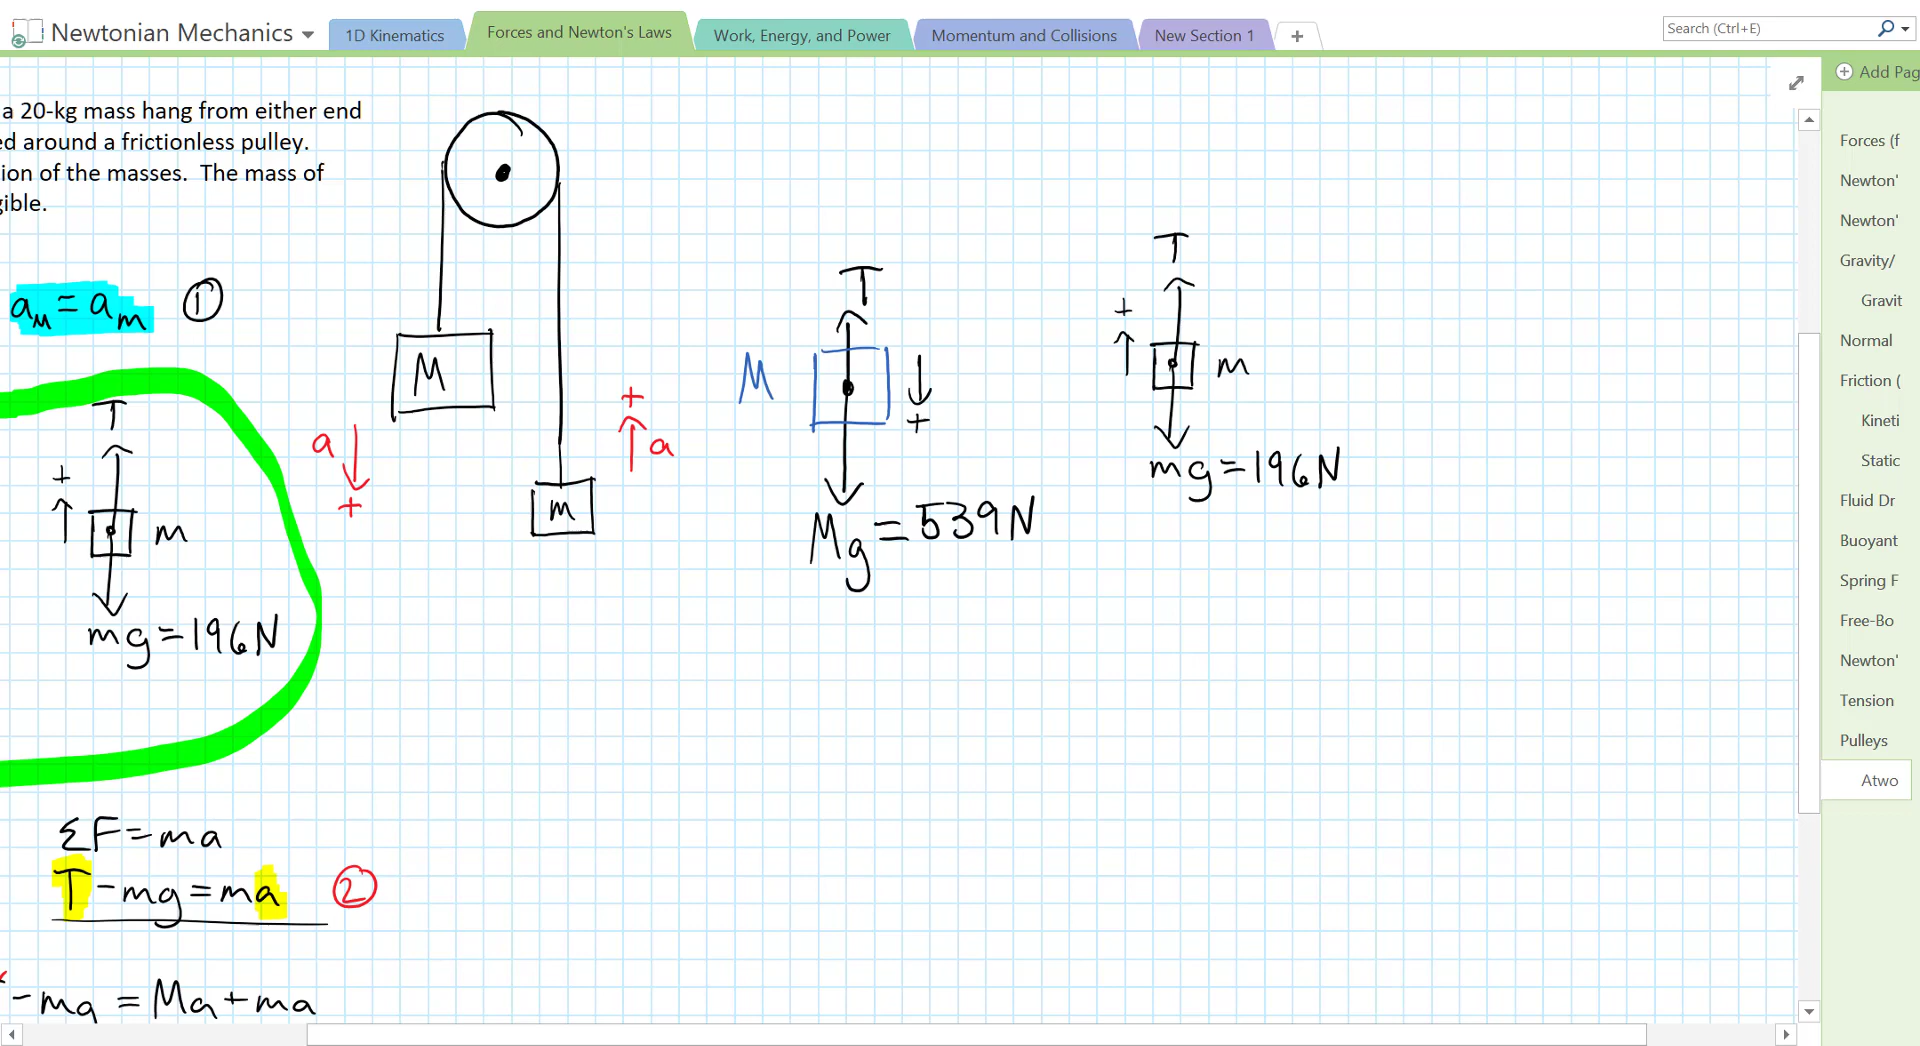 Newtonian Mechanics
1D Kinematics
Forces and Newton's Laws
Work, Energy, and Power
Momentum and Collisions
New Section 1
+
Search (Ctrl+E)
Add Pag
a 20-kg mass hang from either end
ed around a frictionless pulley.
ion of the masses.  The mass of
gible.
a_M = a_m ①
T
+
m
mg = 196N
ΣF = ma
T - mg = ma ②
- mg = Ma + ma
M
m
a
+
+
a
T
M
+
Mg = 539N
T
+
m
mg = 196N
Forces (f
Newton'
Newton'
Gravity/
Gravit
Normal
Friction (
Kineti
Static
Fluid Dr
Buoyant
Spring F
Free-Bo
Newton'
Tension
Pulleys
Atwo